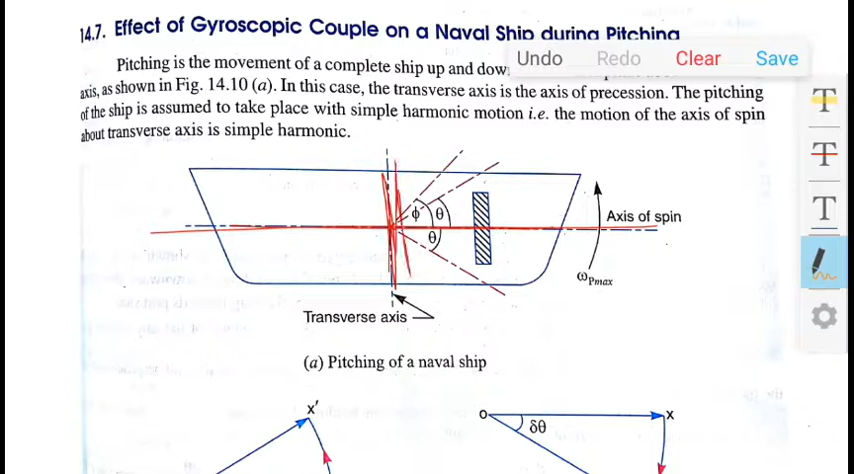 14.7. Effect of Gyroscopic Couple on a Naval Ship during Pitching
Undo Redo Clear Save
Pitching is the movement of a complete ship up and dow
axis, as shown in Fig. 14.10 (a). In this case, the transverse axis is the axis of precession. The pitching
of the ship is assumed to take place with simple harmonic motion i.e. the motion of the axis of spin
about transverse axis is simple harmonic.
T
T
T
ϕ θ
θ
Axis of spin
ωPmax
Transverse axis
(a) Pitching of a naval ship
x′
o x
δθ